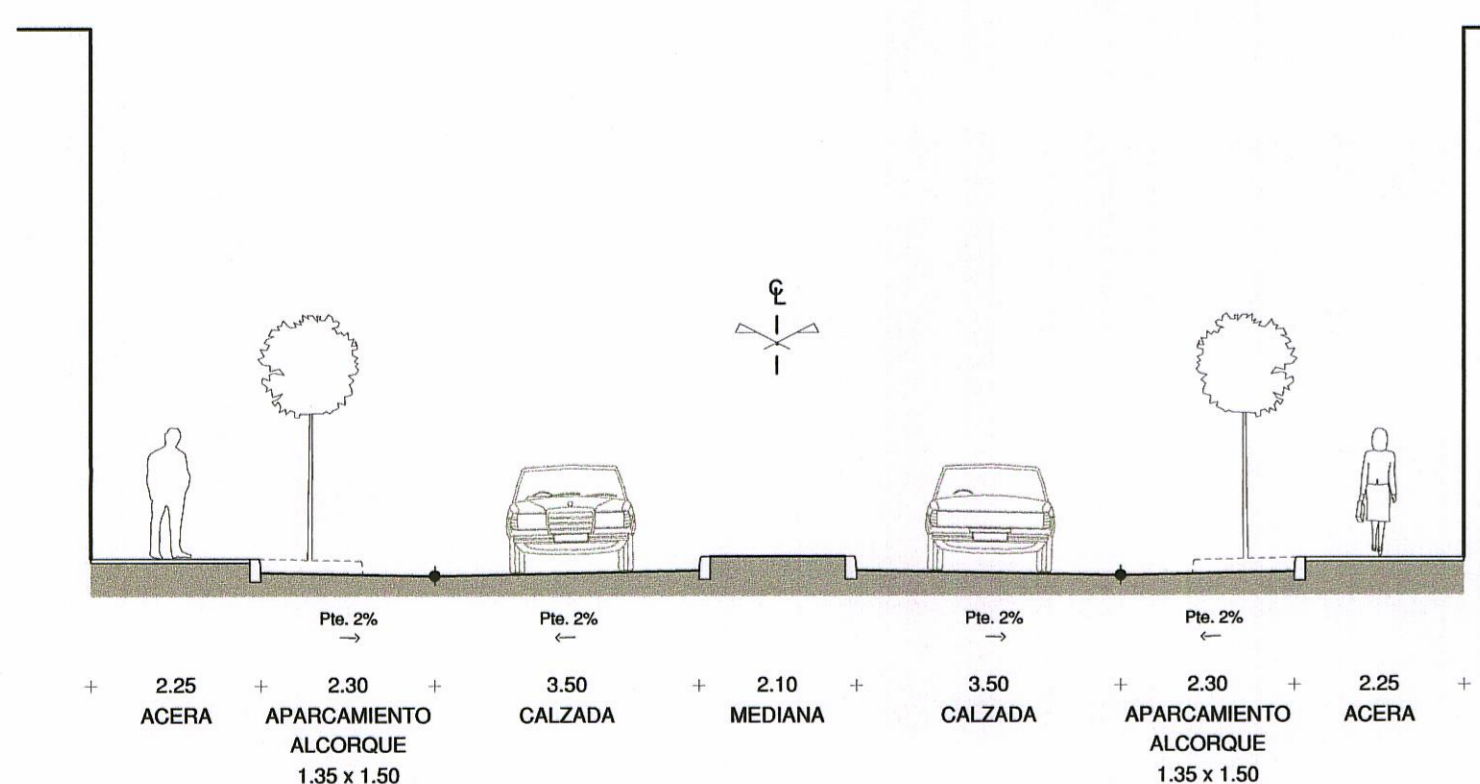 ℄
Pte. 2%
Pte. 2%
Pte. 2%
Pte. 2%
2.25
ACERA
2.30
APARCAMIENTO
ALCORQUE
1.35 x 1.50
3.50
CALZADA
2.10
MEDIANA
3.50
CALZADA
2.30
APARCAMIENTO
ALCORQUE
1.35 x 1.50
2.25
ACERA